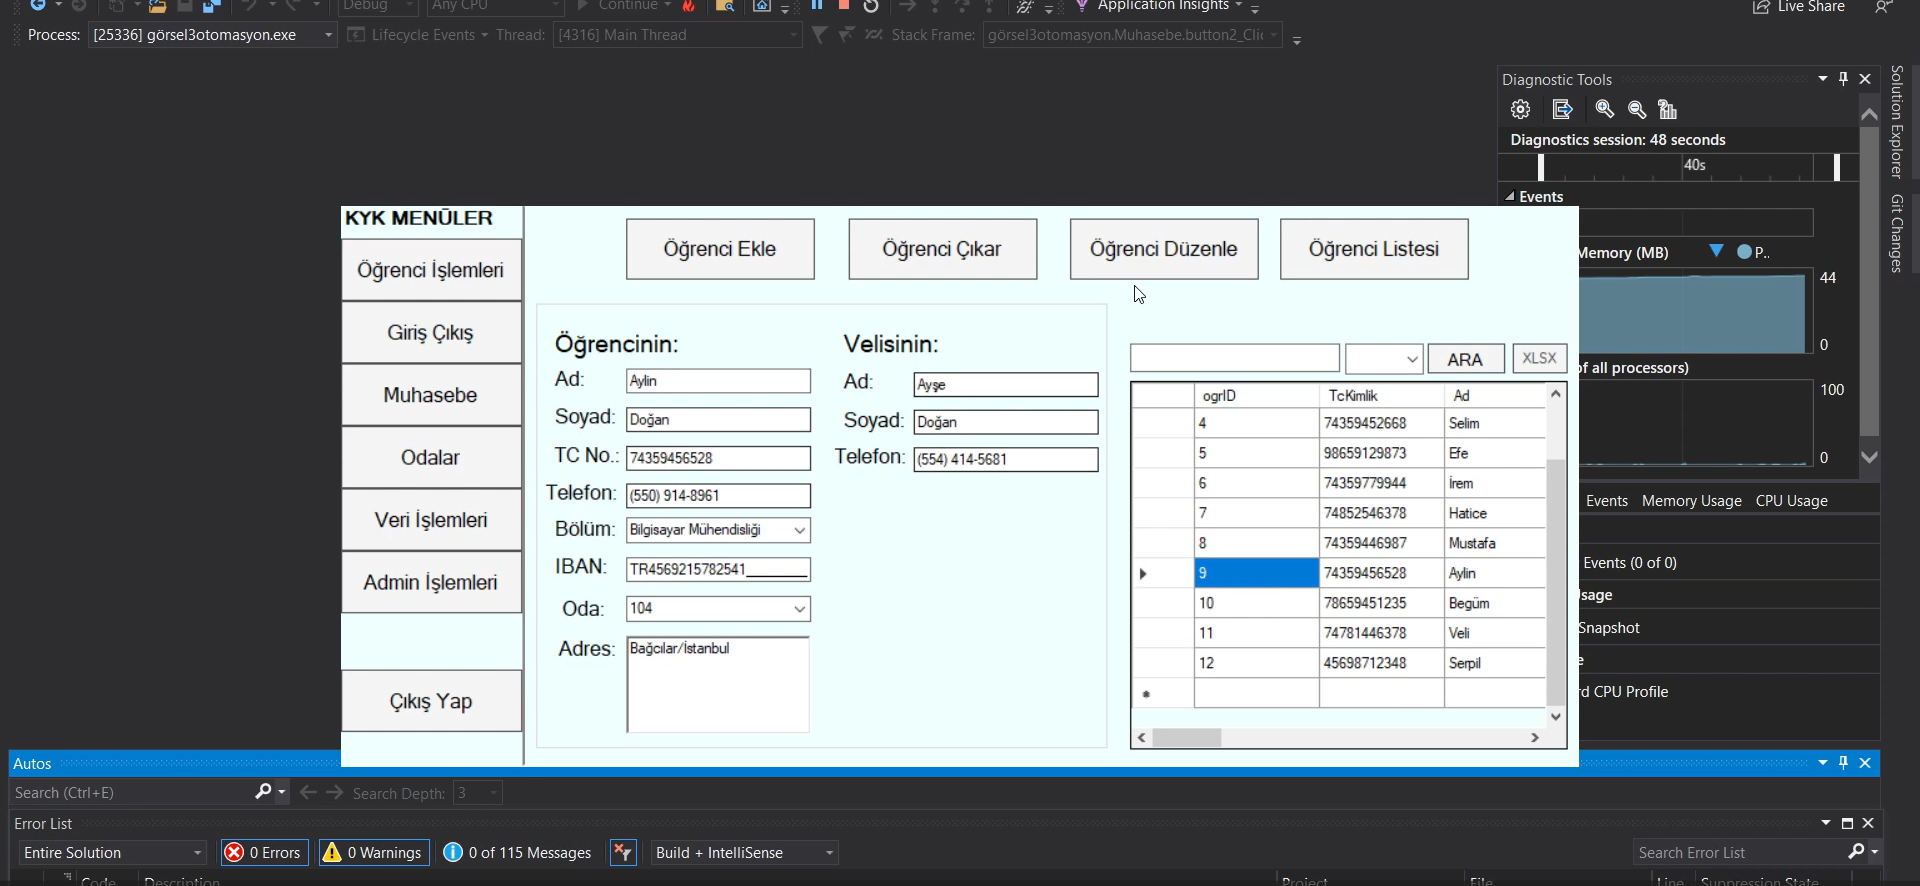 Debug
Any CPU
Continue
Application Insights
Live Share
Process:
[25336] görsel3otomasyon.exe
Lifecycle Events
Thread:
[4316] Main Thread
Stack Frame:
görsel3otomasyon.Muhasebe.button2_Clic
Diagnostic Tools
Solution Explorer
Git Changes
Diagnostics session: 48 seconds
40s
Events
Memory (MB)
P..
44
0
of all processors)
100
0
Events
Memory Usage
CPU Usage
Events (0 of 0)
Snapshot
CPU Profile
KYK MENÜLER
Öğrenci İşlemleri
Giriş Çıkış
Muhasebe
Odalar
Veri İşlemleri
Admin İşlemleri
Çıkış Yap
Öğrenci Ekle
Öğrenci Çıkar
Öğrenci Düzenle
Öğrenci Listesi
Öğrencinin:
Ad: Aylin
Soyad: Doğan
TC No.: 74359456528
Telefon: (550) 914-8961
Bölüm: Bilgisayar Mühendisliği
IBAN: TR4569215782541________
Oda: 104
Adres: Bağcılar/İstanbul
Velisinin:
Ad: Ayşe
Soyad: Doğan
Telefon: (554) 414-5681
ARA
XLSX
ogrID TcKimlik Ad
4 74359452668 Selim
5 98659129873 Efe
6 74359779944 İrem
7 74852546378 Hatice
8 74359446987 Mustafa
9 74359456528 Aylin
10 78659451235 Begüm
11 74781446378 Veli
12 45698712348 Serpil
Autos
Search (Ctrl+E)
Search Depth: 3
Error List
Entire Solution
0 Errors
0 Warnings
0 of 115 Messages
Build + IntelliSense
Search Error List
Code
Description
Project
File
Line
Suppression State